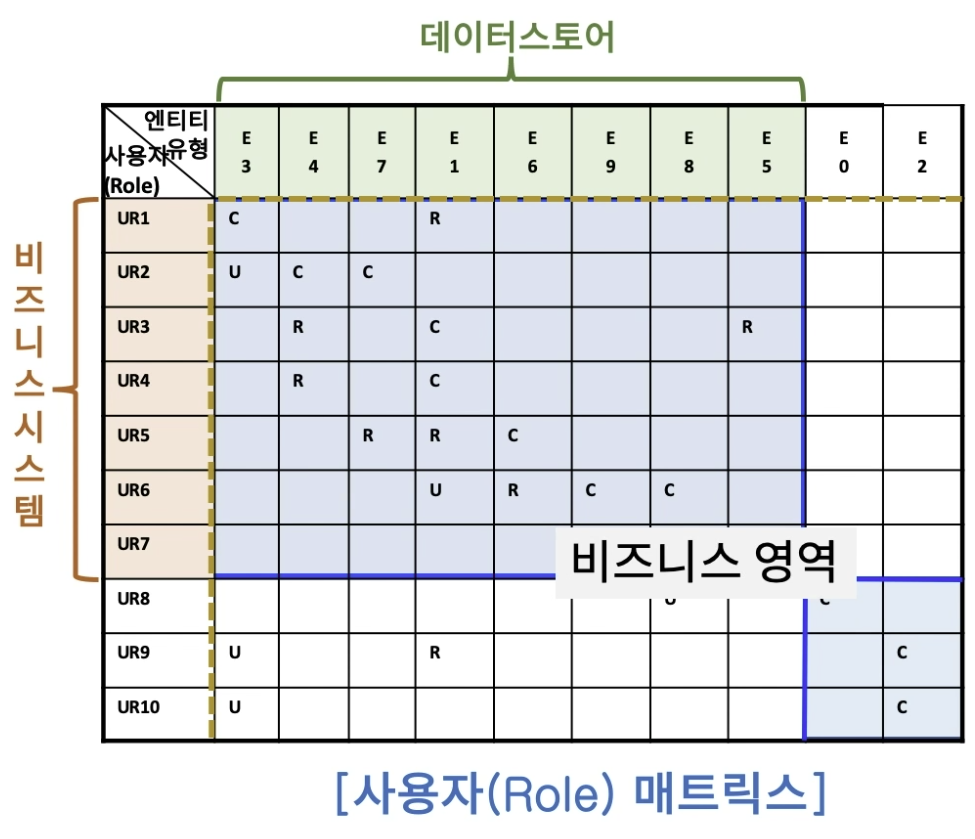 데이터스토어
엔티티 유형 사용자 (Role) E 3 E 4 E 7 E 1 E 6 E 9 E 8 E 5 E 0 E 2
비즈니스시스템
UR1 C R
UR2 U C C
UR3 R C R
UR4 R C
UR5 R R C
UR6 U R C C
UR7
비즈니스 영역
UR8
UR9 U R C
UR10 U C
[사용자(Role) 매트릭스]